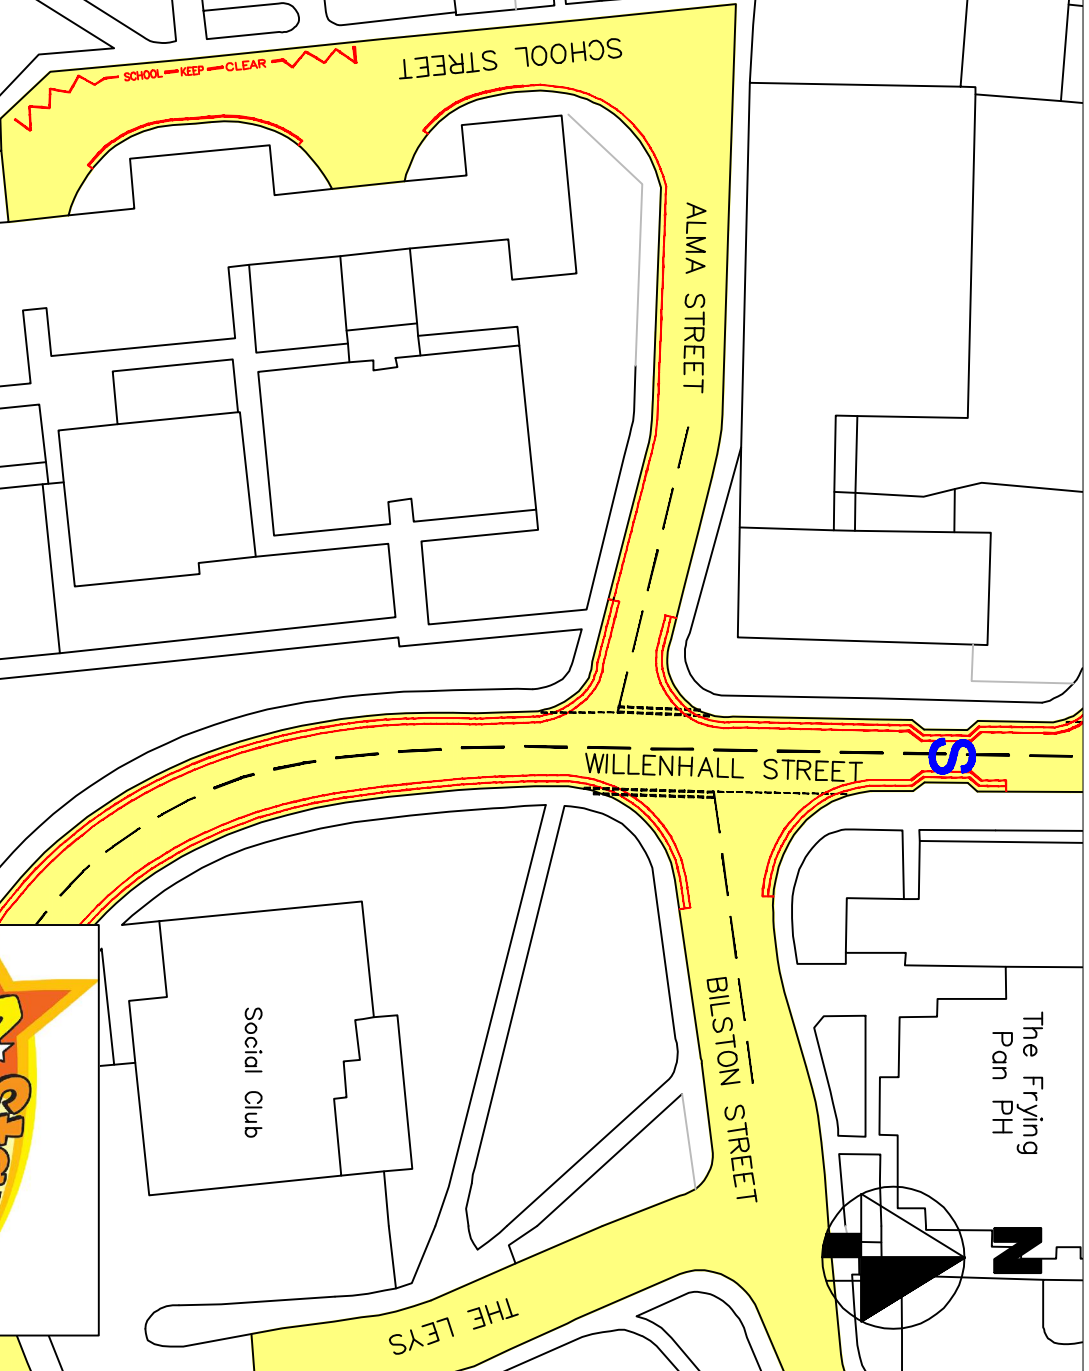 SCHOOL STREET
SCHOOL KEEP CLEAR
ALMA STREET
WILLENHALL STREET
S
BILSTON STREET
Social Club
The Frying
Pan PH
N
THE LEYS